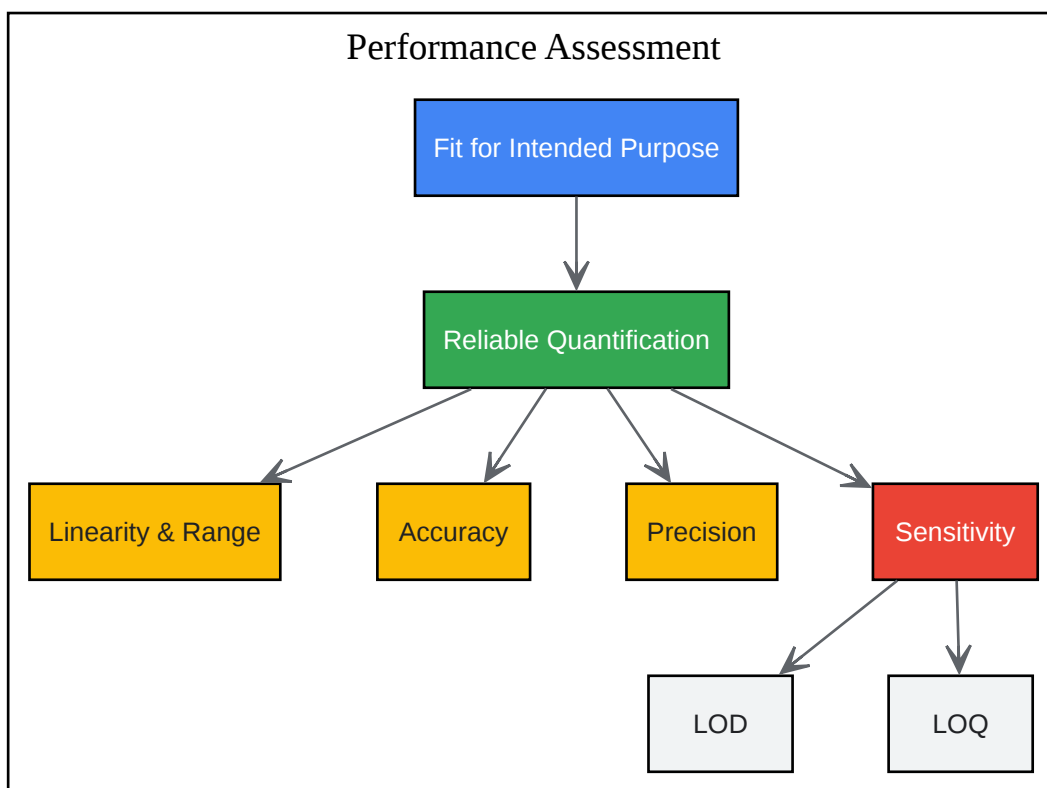 Performance Assessment
Fit for Intended Purpose
Reliable Quantification
Linearity & Range
Accuracy
Precision
Sensitivity
LOD
LOQ